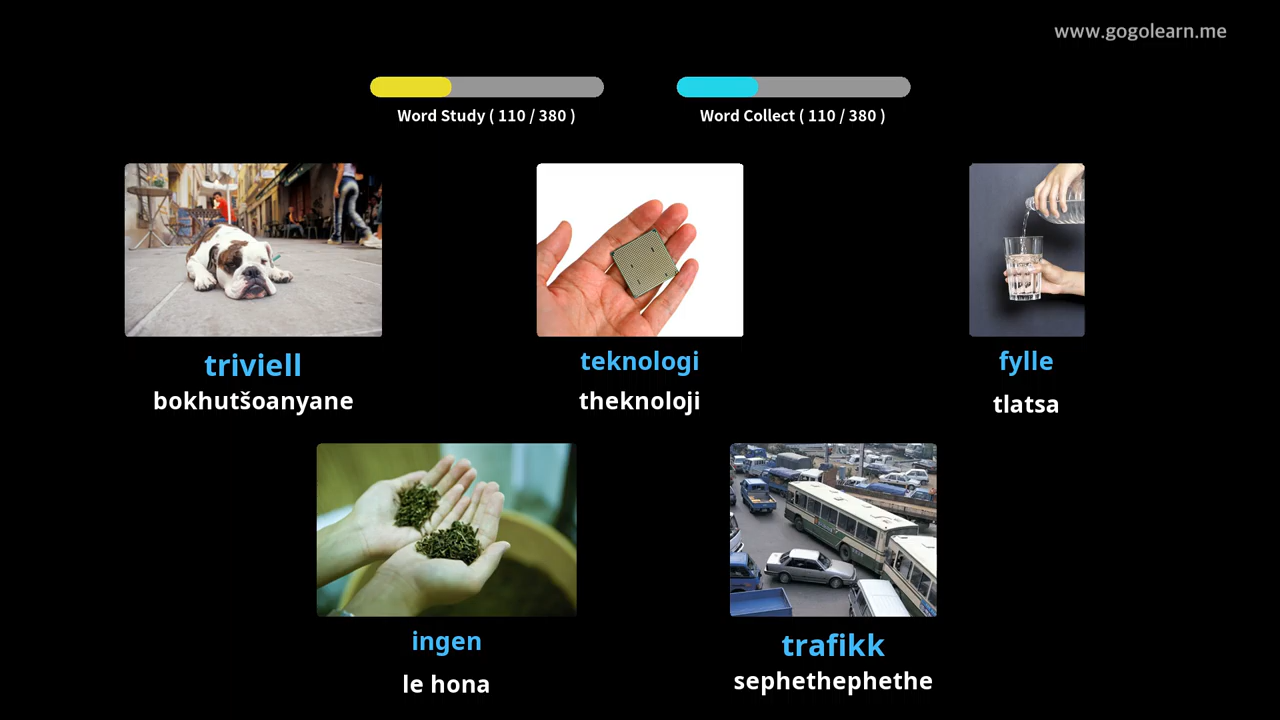 www.gogolearn.me
Word Study ( 110 / 380 )
Word Collect ( 110 / 380 )
triviell
bokhutšoanyane
teknologi
theknoloji
fylle
tlatsa
ingen
le hona
trafikk
sephethephethe